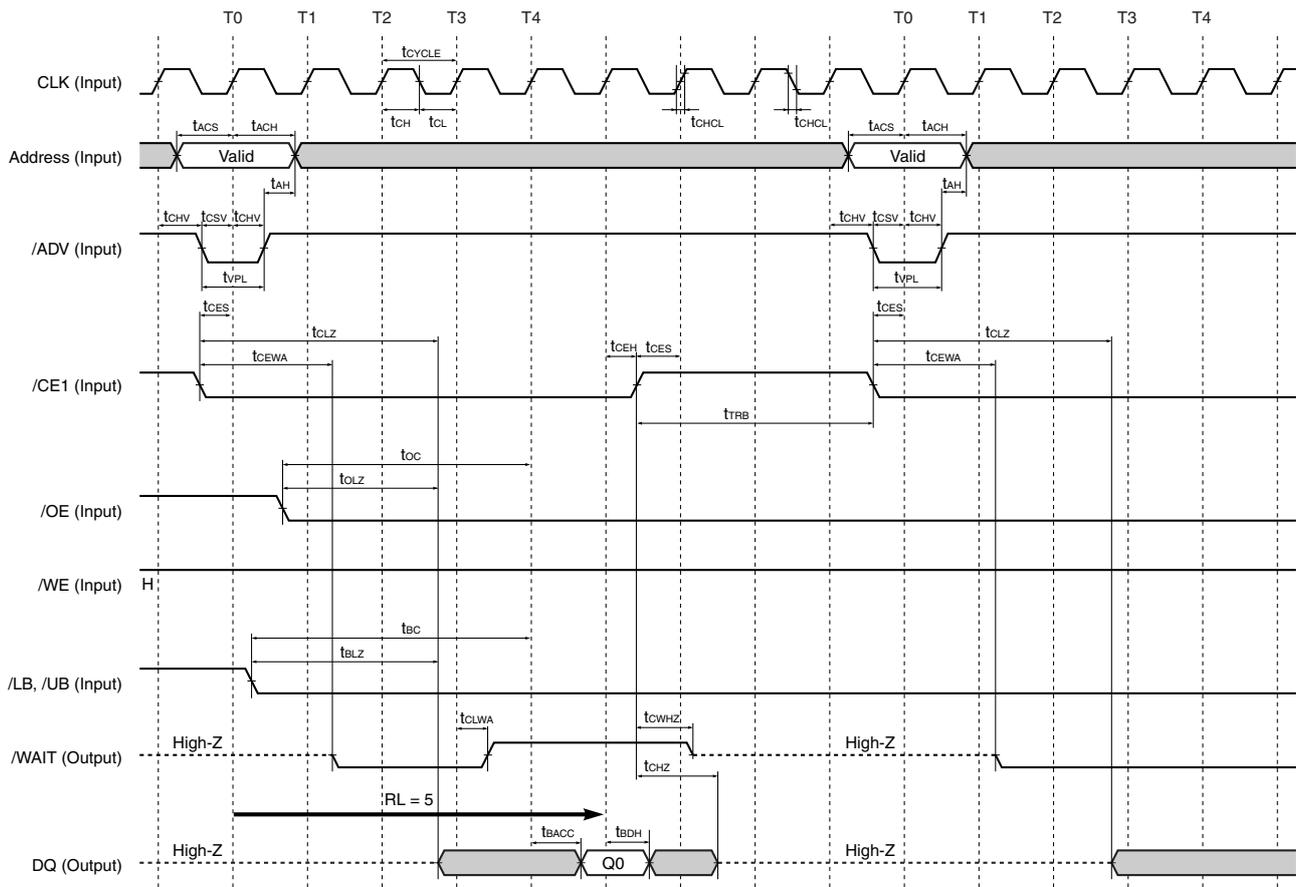 T0 T1 T2 T3 T4 T0 T1 T2 T3 T4
tCYCLE
CLK (Input)
tCH tCL tCHCL tCHCL
tACS tACH tACS tACH
Address (Input) Valid Valid
tAH tAH
tCHV tCSV tCHV tCHV tCSV tCHV
/ADV (Input)
tVPL tVPL
tCES tCES
tCLZ tCLZ
tCEH tCES
tCEWA tCEWA
/CE1 (Input)
tTRB
tOC
tOLZ
/OE (Input)
/WE (Input) H
tBC
tBLZ
/LB, /UB (Input)
tCLWA tCWHZ
High-Z High-Z
/WAIT (Output)
tCHZ
RL = 5
tBACC tBDH
High-Z High-Z
DQ (Output) Q0